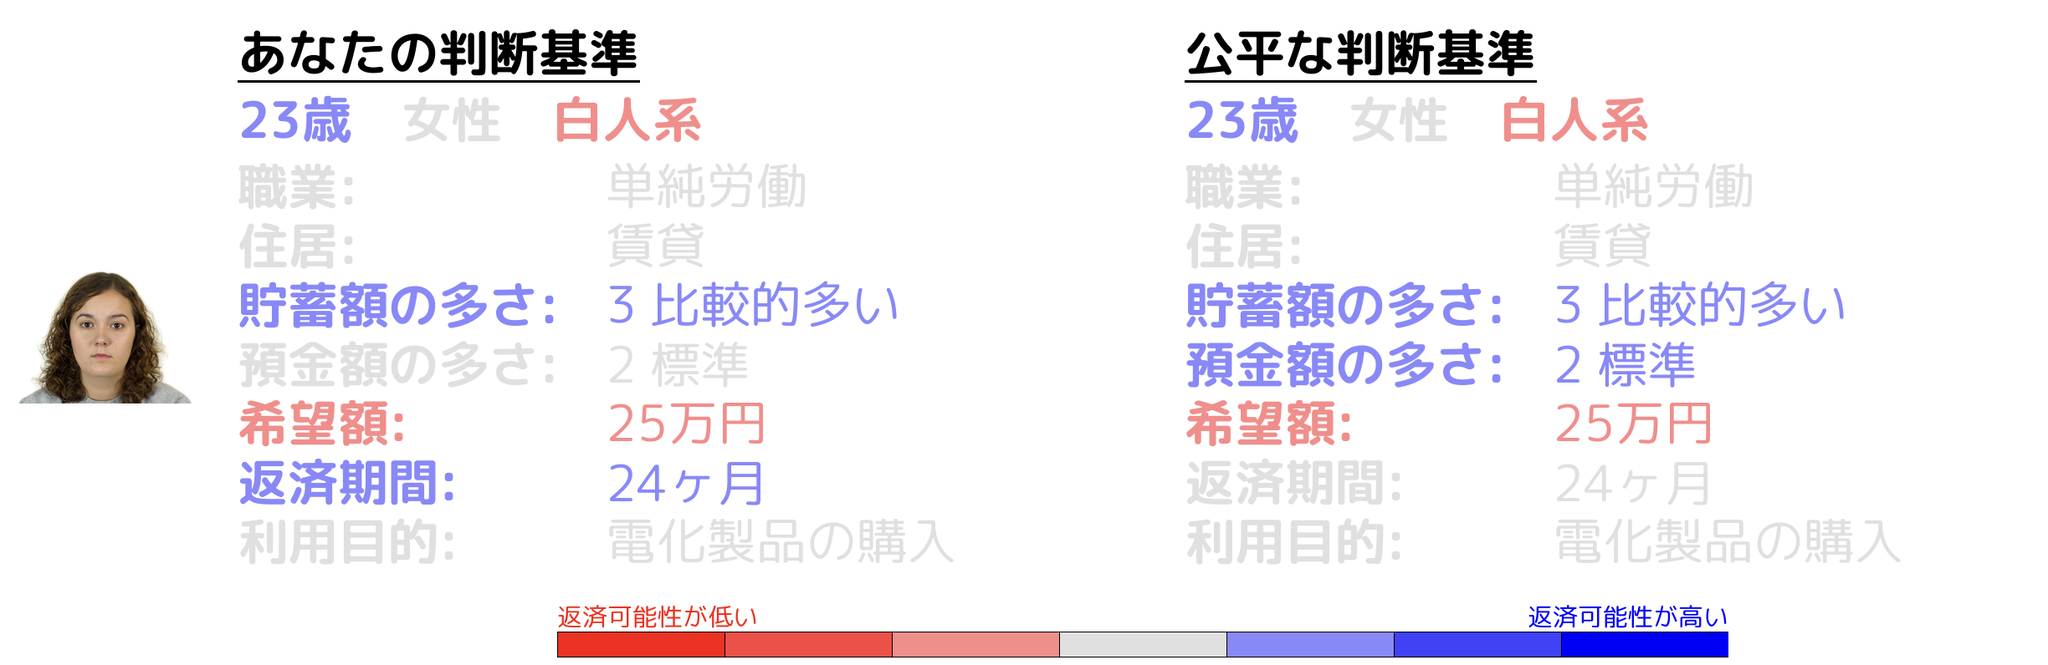 あなたの判断基準
23歳 女性 白人系
職業: 単純労働
住居: 賃貸
貯蓄額の多さ: 3 比較的多い
預金額の多さ: 2 標準
希望額: 25万円
返済期間: 24ヶ月
利用目的: 電化製品の購入
公平な判断基準
23歳 女性 白人系
職業: 単純労働
住居: 賃貸
貯蓄額の多さ: 3 比較的多い
預金額の多さ: 2 標準
希望額: 25万円
返済期間: 24ヶ月
利用目的: 電化製品の購入
返済可能性が低い
返済可能性が高い